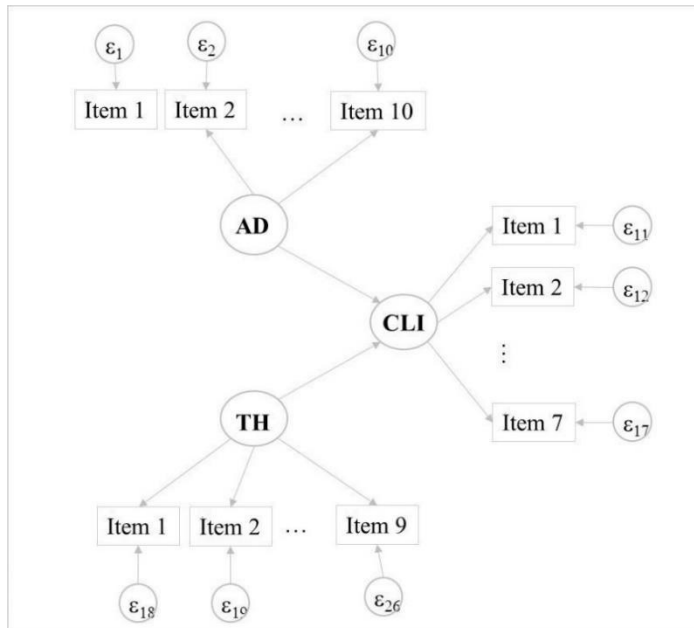 ε1 ε2 ε10
Item 1 Item 2 … Item 10
AD
Item 1 ε11
Item 2 ε12
CLI
⋮
Item 7 ε17
TH
Item 1 Item 2 … Item 9
ε18 ε19 ε26